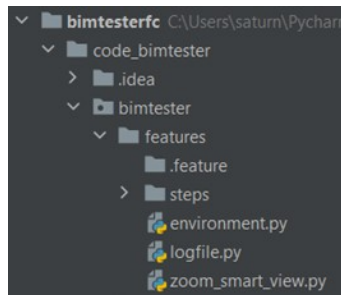 bimtesterfc C:\Users\saturn\Pycharm
code_bimtester
.idea
bimtester
features
.feature
steps
environment.py
logfile.py
zoom_smart_view.py